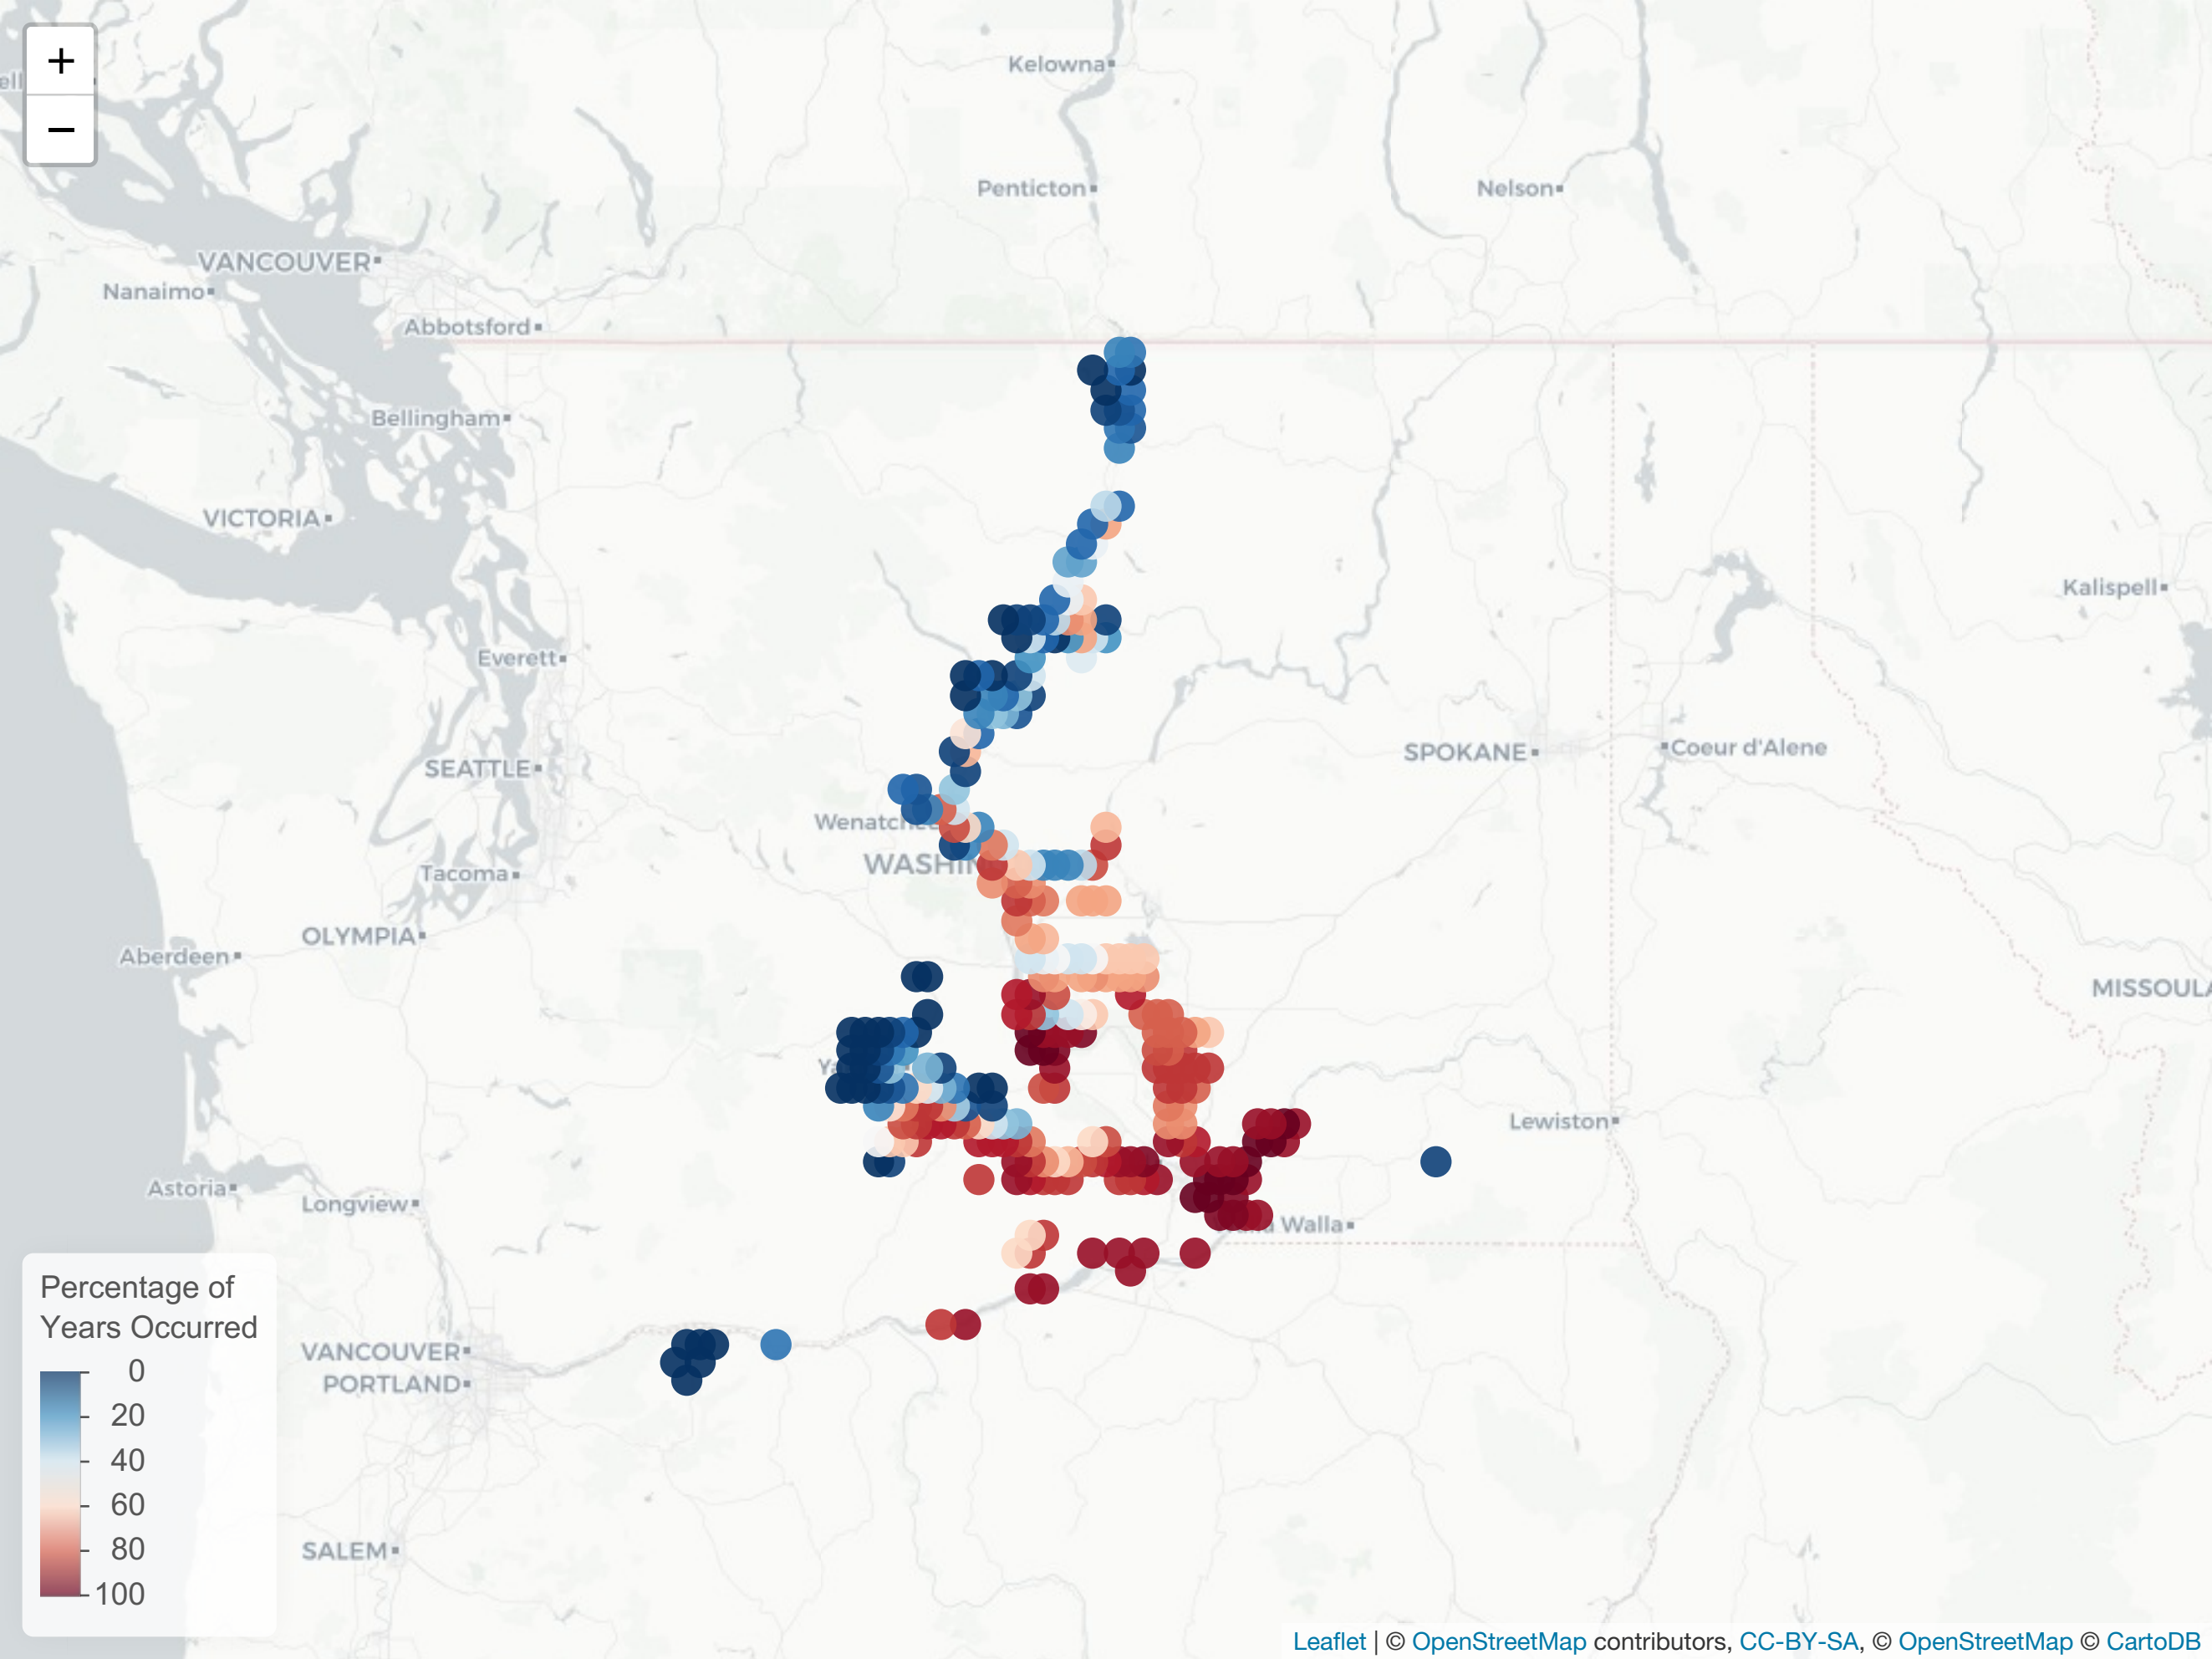 +
−
Kelowna
Penticton
Nelson
VANCOUVER
Nanaimo
Abbotsford
Bellingham
VICTORIA
Kalispell
Everett
SPOKANE
Coeur d'Alene
SEATTLE
Tacoma
OLYMPIA
Aberdeen
Lewiston
Astoria
Longview
Walla
VANCOUVER
PORTLAND
SALEM
Percentage of
Years Occurred
0
20
40
60
80
100
Leaflet | © OpenStreetMap contributors, CC-BY-SA, © OpenStreetMap © CartoDB